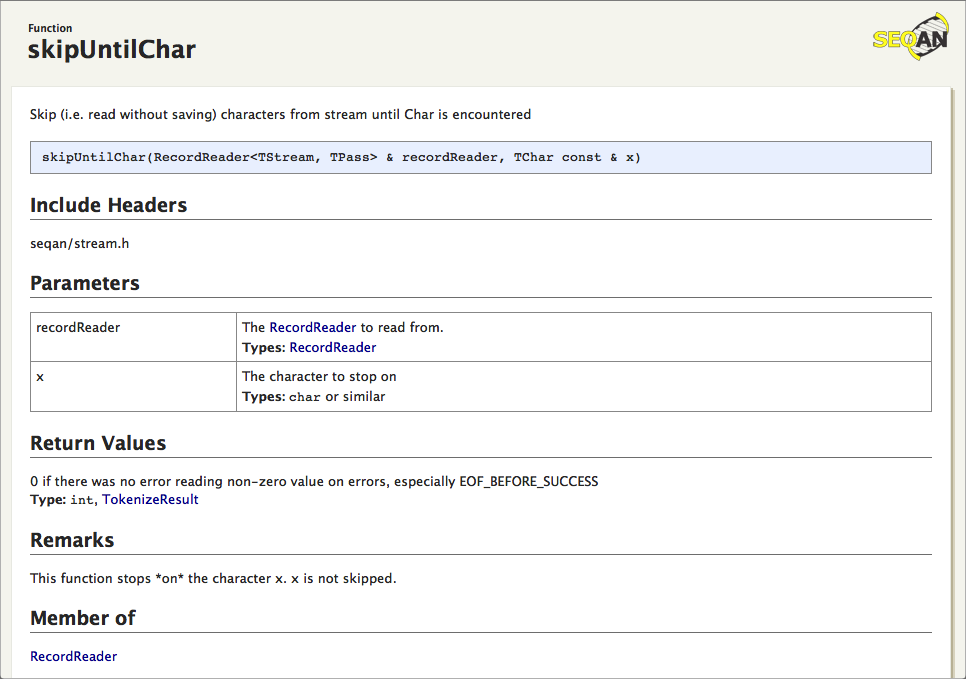 Function
skipUntilChar
SEQAN
Skip (i.e. read without saving) characters from stream until Char is encountered
skipUntilChar(RecordReader<TStream, TPass> & recordReader, TChar const & x)
Include Headers
seqan/stream.h
Parameters
recordReader
The RecordReader to read from.
Types: RecordReader
x
The character to stop on
Types: char or similar
Return Values
0 if there was no error reading non-zero value on errors, especially EOF_BEFORE_SUCCESS
Type: int, TokenizeResult
Remarks
This function stops *on* the character x. x is not skipped.
Member of
RecordReader